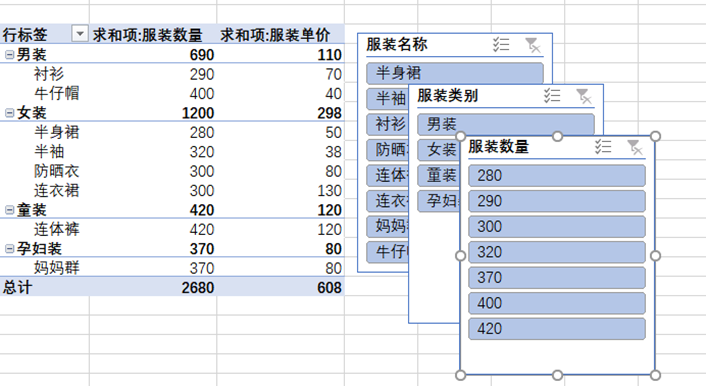 行标签 求和项:服装数量 求和项:服装单价
男装 690 110
衬衫 290 70
牛仔帽 400 40
女装 1200 298
半身裙 280 50
半袖 320 38
防晒衣 300 80
连衣裙 300 130
童装 420 120
连体裤 420 120
孕妇装 370 80
妈妈群 370 80
总计 2680 608
服装名称
半身裙
半袖
衬衫
防晒
连体
连衣
妈妈
牛仔
服装类别
男装
女装
童装
孕妇
服装数量
280
290
300
320
370
400
420